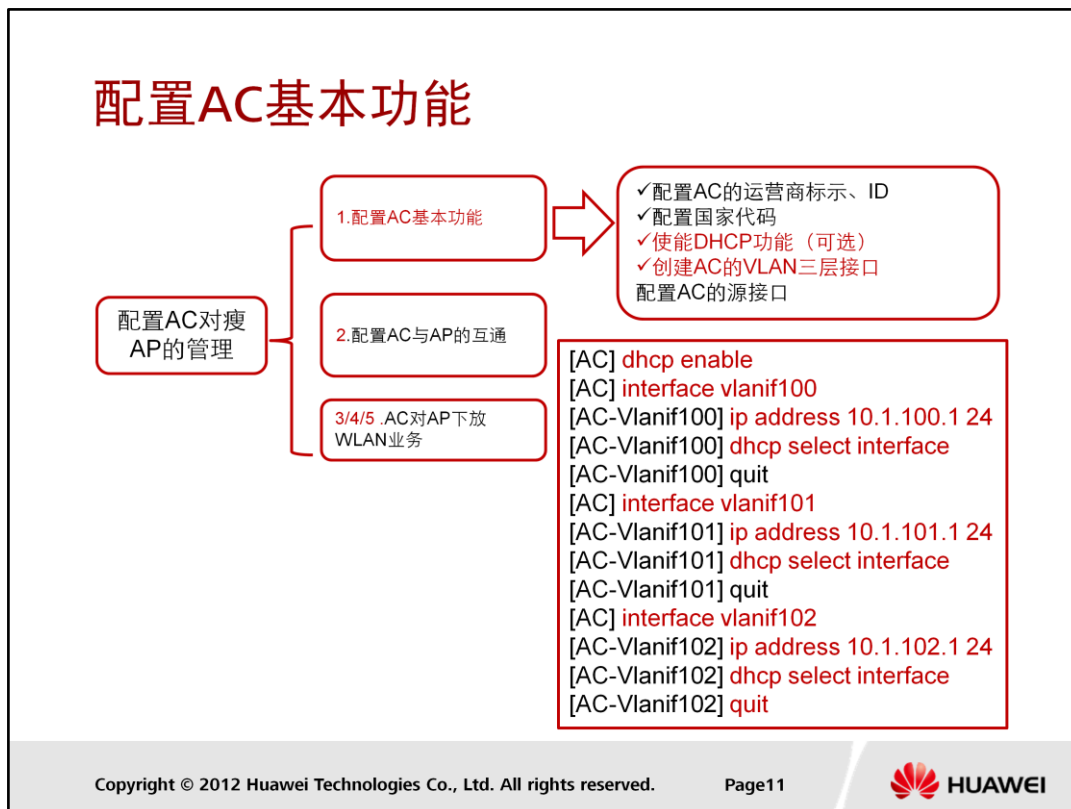 配置AC基本功能
配置AC对瘦
AP的管理
1.配置AC基本功能
✓配置AC的运营商标示、ID
✓配置国家代码
✓使能DHCP功能（可选）
✓创建AC的VLAN三层接口
配置AC的源接口
2.配置AC与AP的互通
3/4/5 .AC对AP下放
WLAN业务
[AC] dhcp enable
[AC] interface vlanif100
[AC-Vlanif100] ip address 10.1.100.1 24
[AC-Vlanif100] dhcp select interface
[AC-Vlanif100] quit
[AC] interface vlanif101
[AC-Vlanif101] ip address 10.1.101.1 24
[AC-Vlanif101] dhcp select interface
[AC-Vlanif101] quit
[AC] interface vlanif102
[AC-Vlanif102] ip address 10.1.102.1 24
[AC-Vlanif102] dhcp select interface
[AC-Vlanif102] quit
Copyright © 2012 Huawei Technologies Co., Ltd. All rights reserved. Page11 HUAWEI